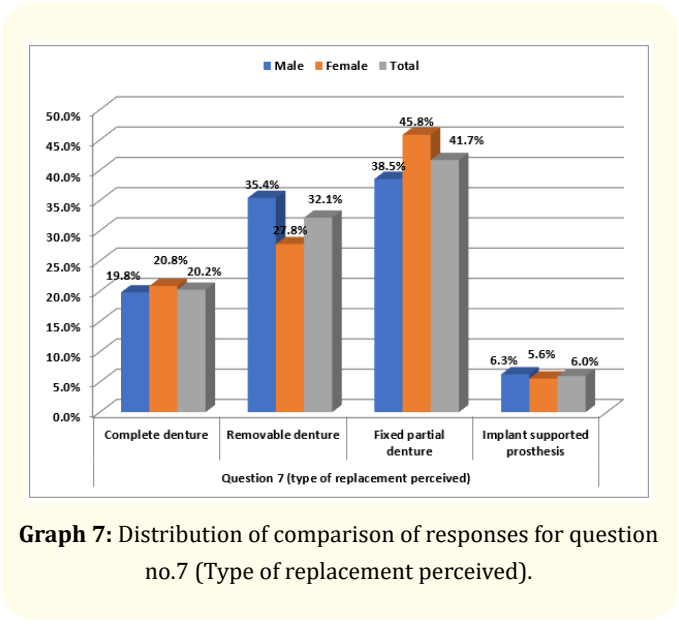 Male Female Total
50.0%
45.0%
40.0%
35.0%
30.0%
25.0%
20.0%
15.0%
10.0%
5.0%
0.0%
19.8% 20.8% 20.2%
35.4% 27.8% 32.1%
38.5% 45.8% 41.7%
6.3% 5.6% 6.0%
Complete denture Removable denture Fixed partial Implant supported
denture prosthesis
Question 7 (type of replacement perceived)
Graph 7: Distribution of comparison of responses for question
no.7 (Type of replacement perceived).